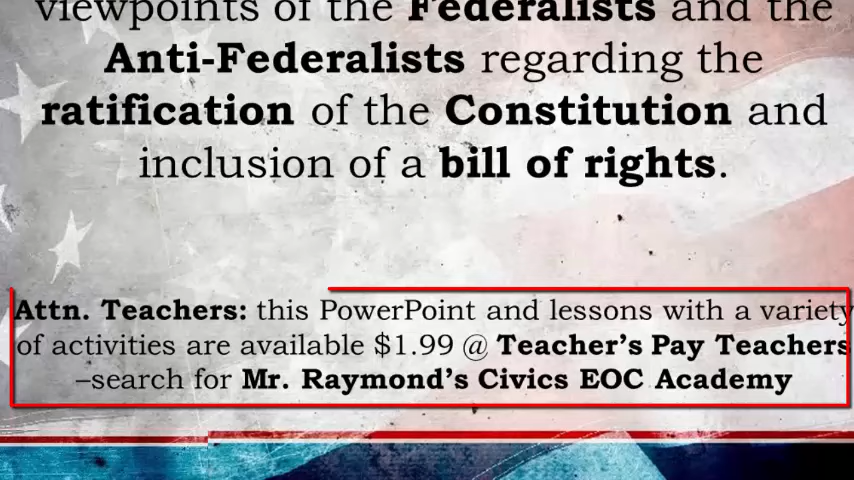 viewpoints of the Federalists and the
Anti-Federalists regarding the
ratification of the Constitution and
inclusion of a bill of rights.
Attn. Teachers: this PowerPoint and lessons with a variety
of activities are available $1.99 @ Teacher's Pay Teachers
–search for Mr. Raymond's Civics EOC Academy